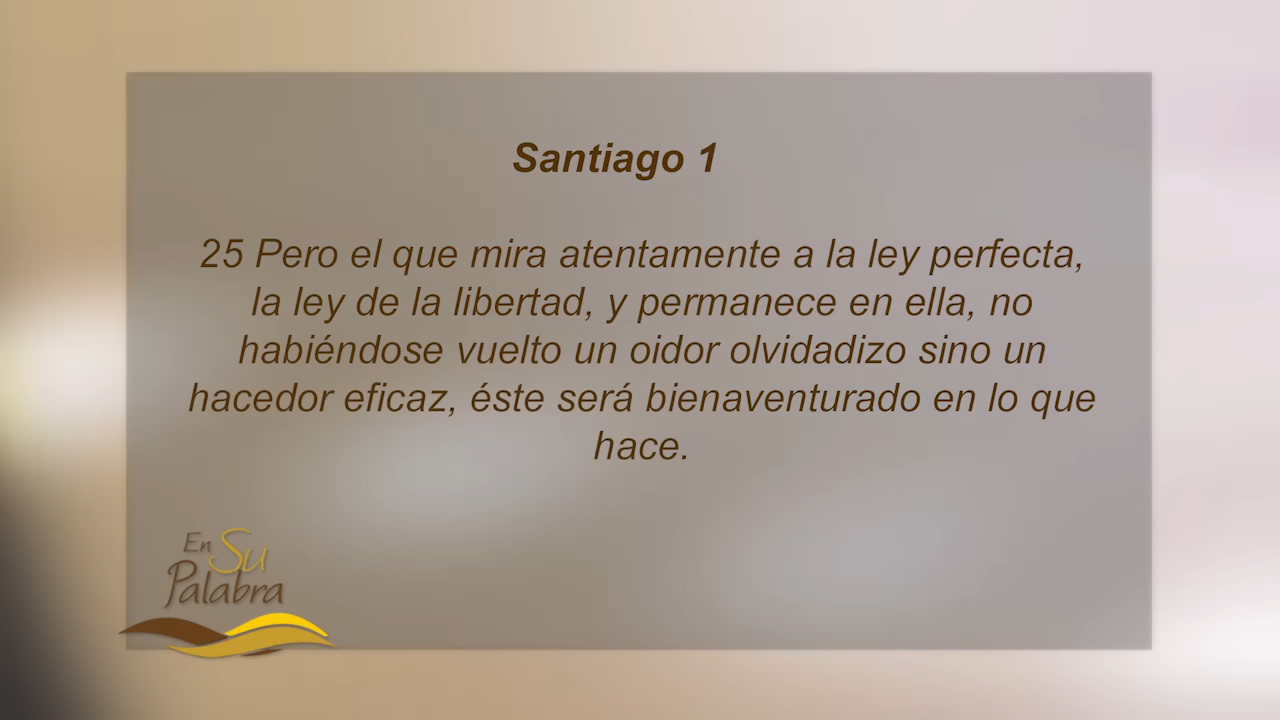 Santiago 1
25 Pero el que mira atentamente a la ley perfecta,
la ley de la libertad, y permanece en ella, no
habiéndose vuelto un oidor olvidadizo sino un
hacedor eficaz, éste será bienaventurado en lo que
hace.
En Su
Palabra